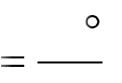 °
= —